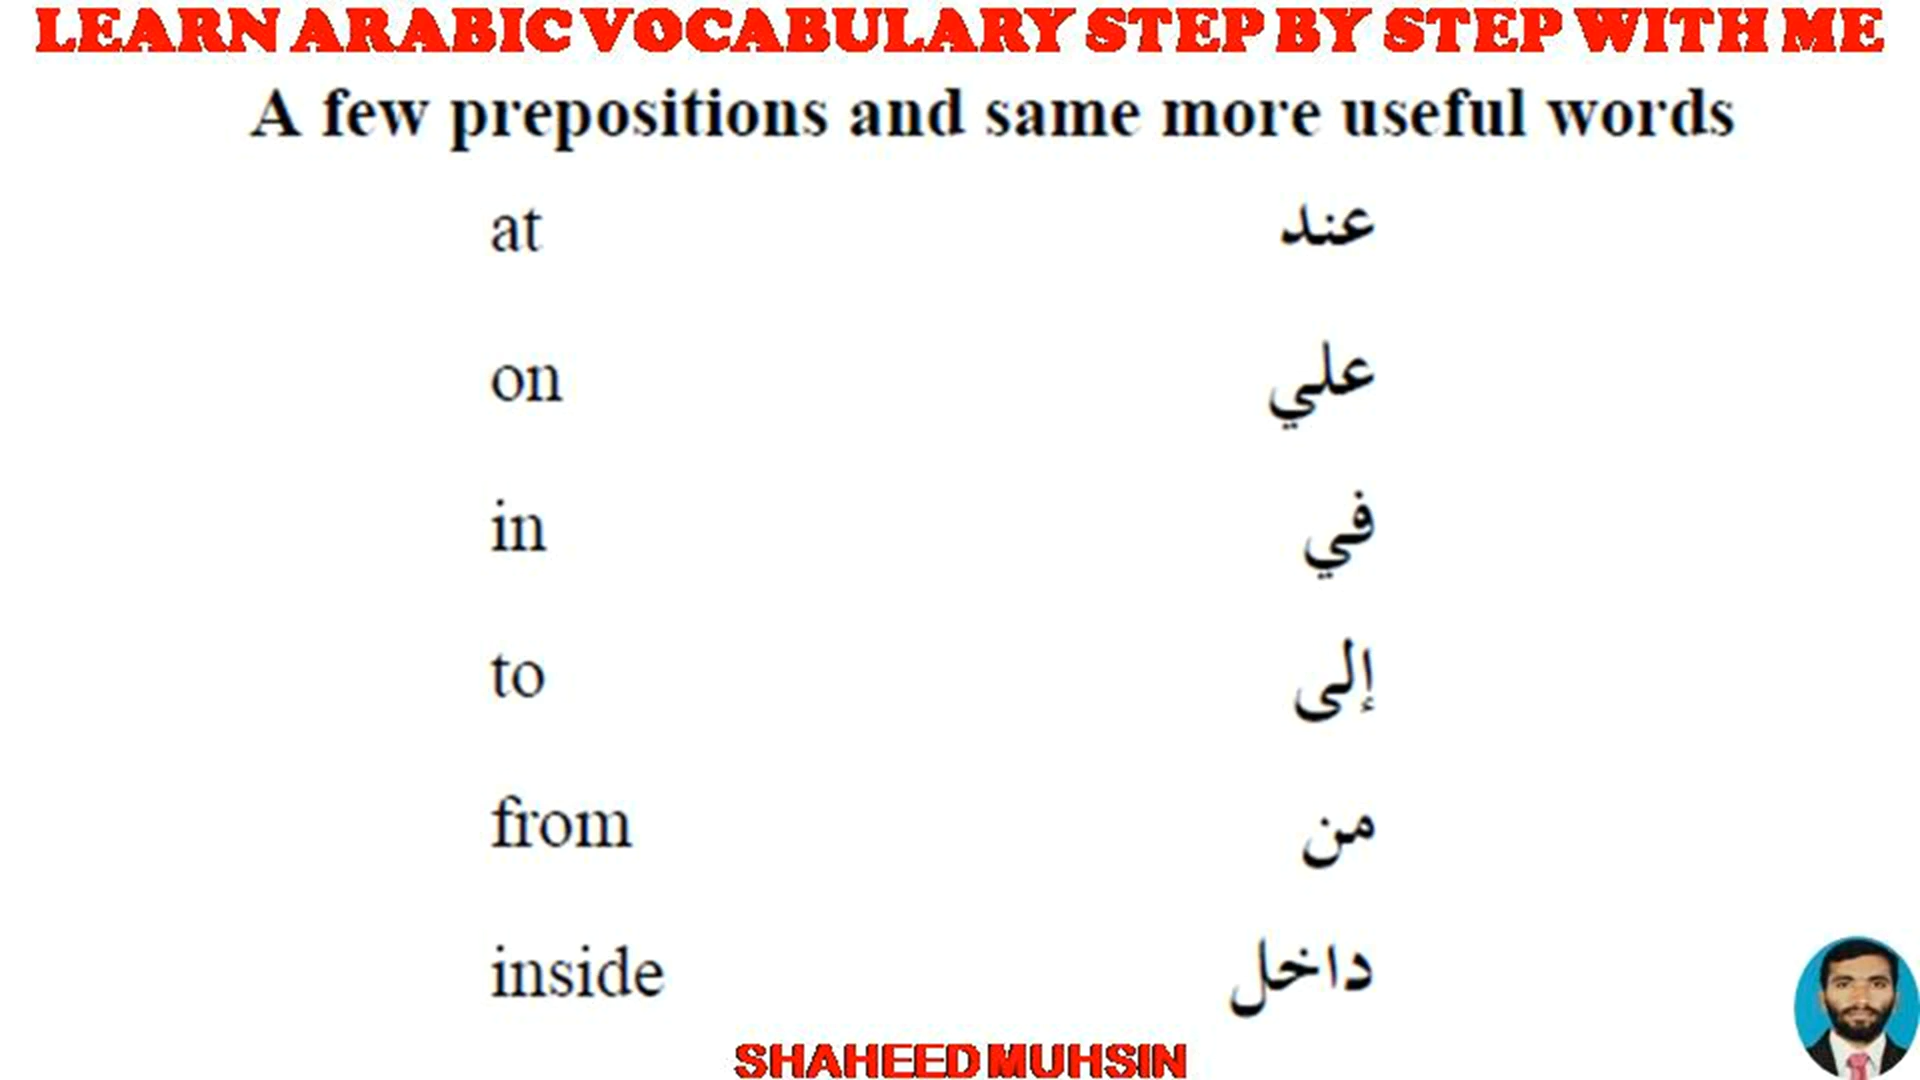 LEARN ARABIC VOCABULARY STEP BY STEP WITH ME
A few prepositions and same more useful words
at عند
on علي
in في
to إلى
from من
inside داخل
SHAHEED MUHSIN